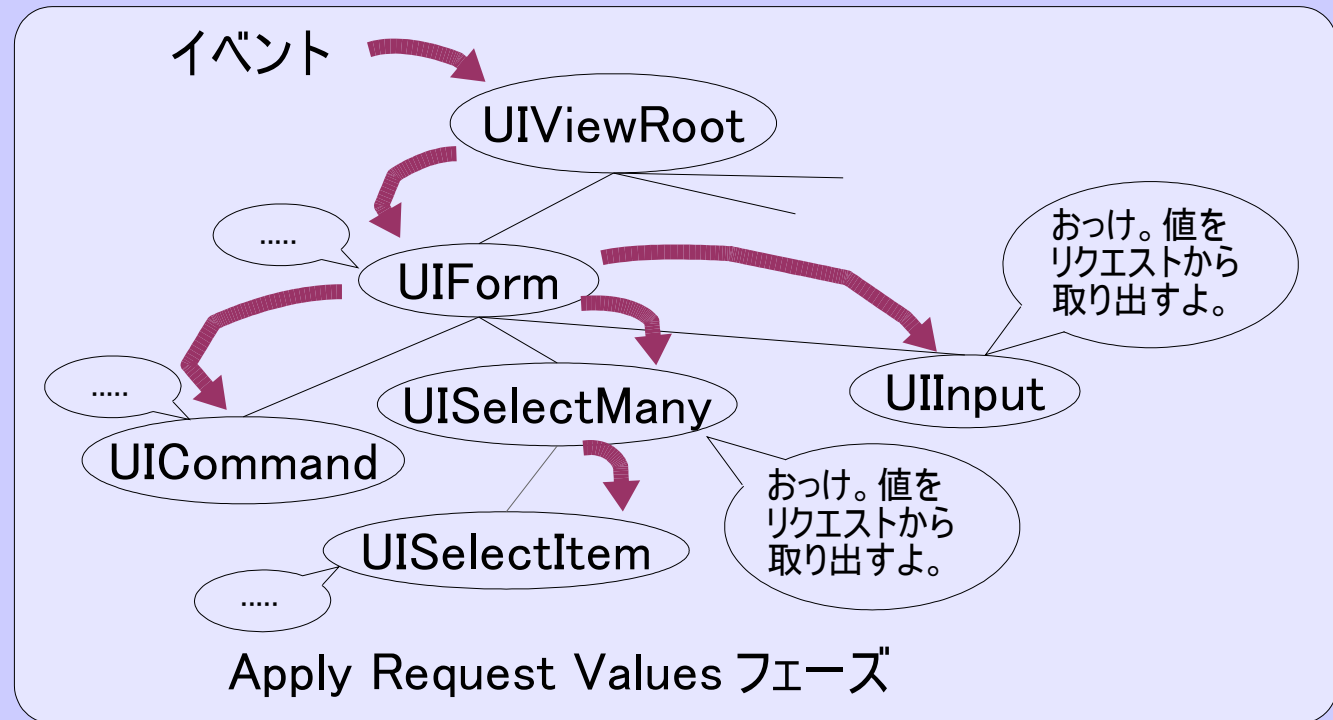 イベント
UIViewRoot
.....
UIForm
おっけ。値を
リクエストから
取り出すよ。
.....
UICommand
UISelectMany
UIInput
おっけ。値を
リクエストから
取り出すよ。
UISelectItem
.....
Apply Request Values フェーズ